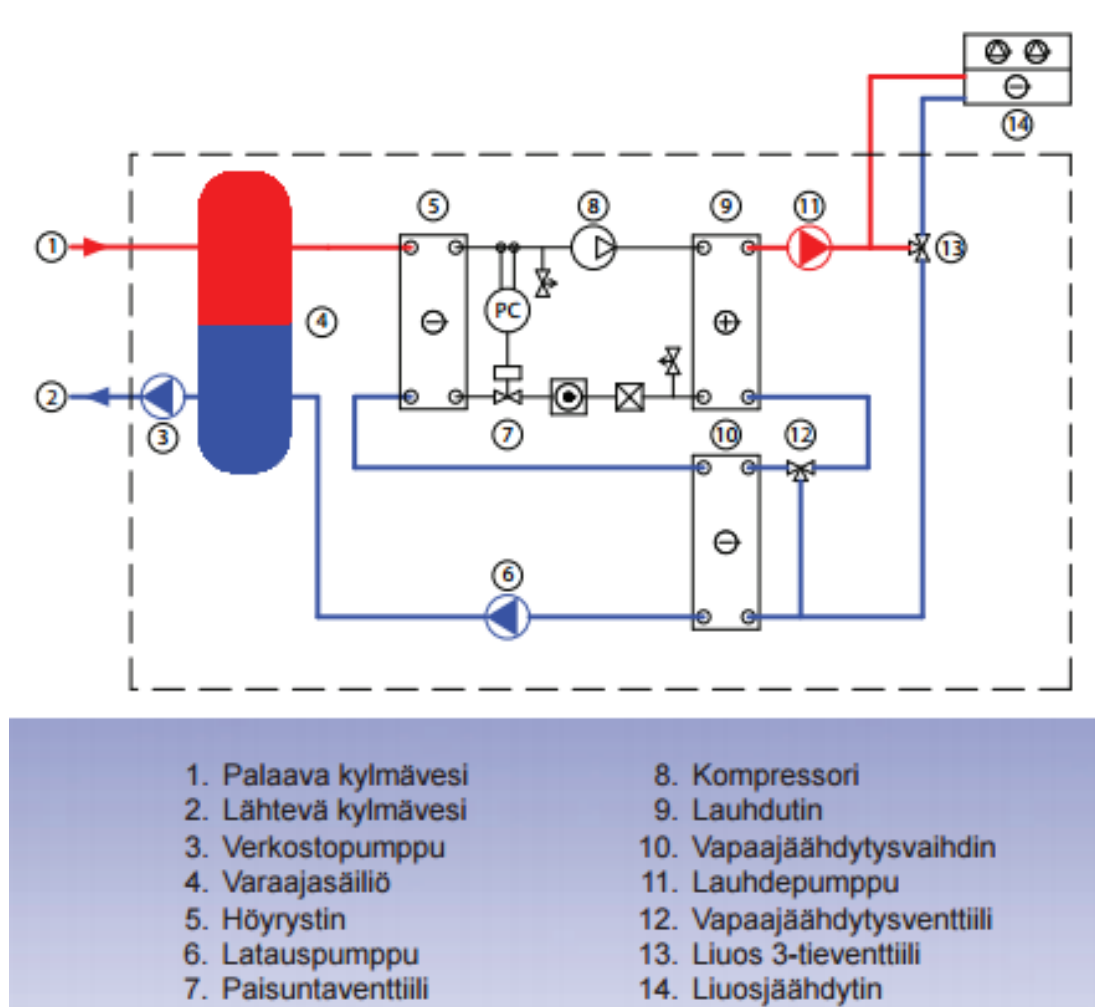 14
5
8
9
11
1
13
PC
4
2
3
7
10
12
6
1. Palaava kylmävesi
2. Lähtevä kylmävesi
3. Verkostopumppu
4. Varaajasäiliö
5. Höyrystin
6. Latauspumppu
7. Paisuntaventtiili
8. Kompressori
9. Lauhdutin
10. Vapaajäähdytysvaihdin
11. Lauhdepumppu
12. Vapaajäähdytysventtiili
13. Liuos 3-tieventtiili
14. Liuosjäähdytin